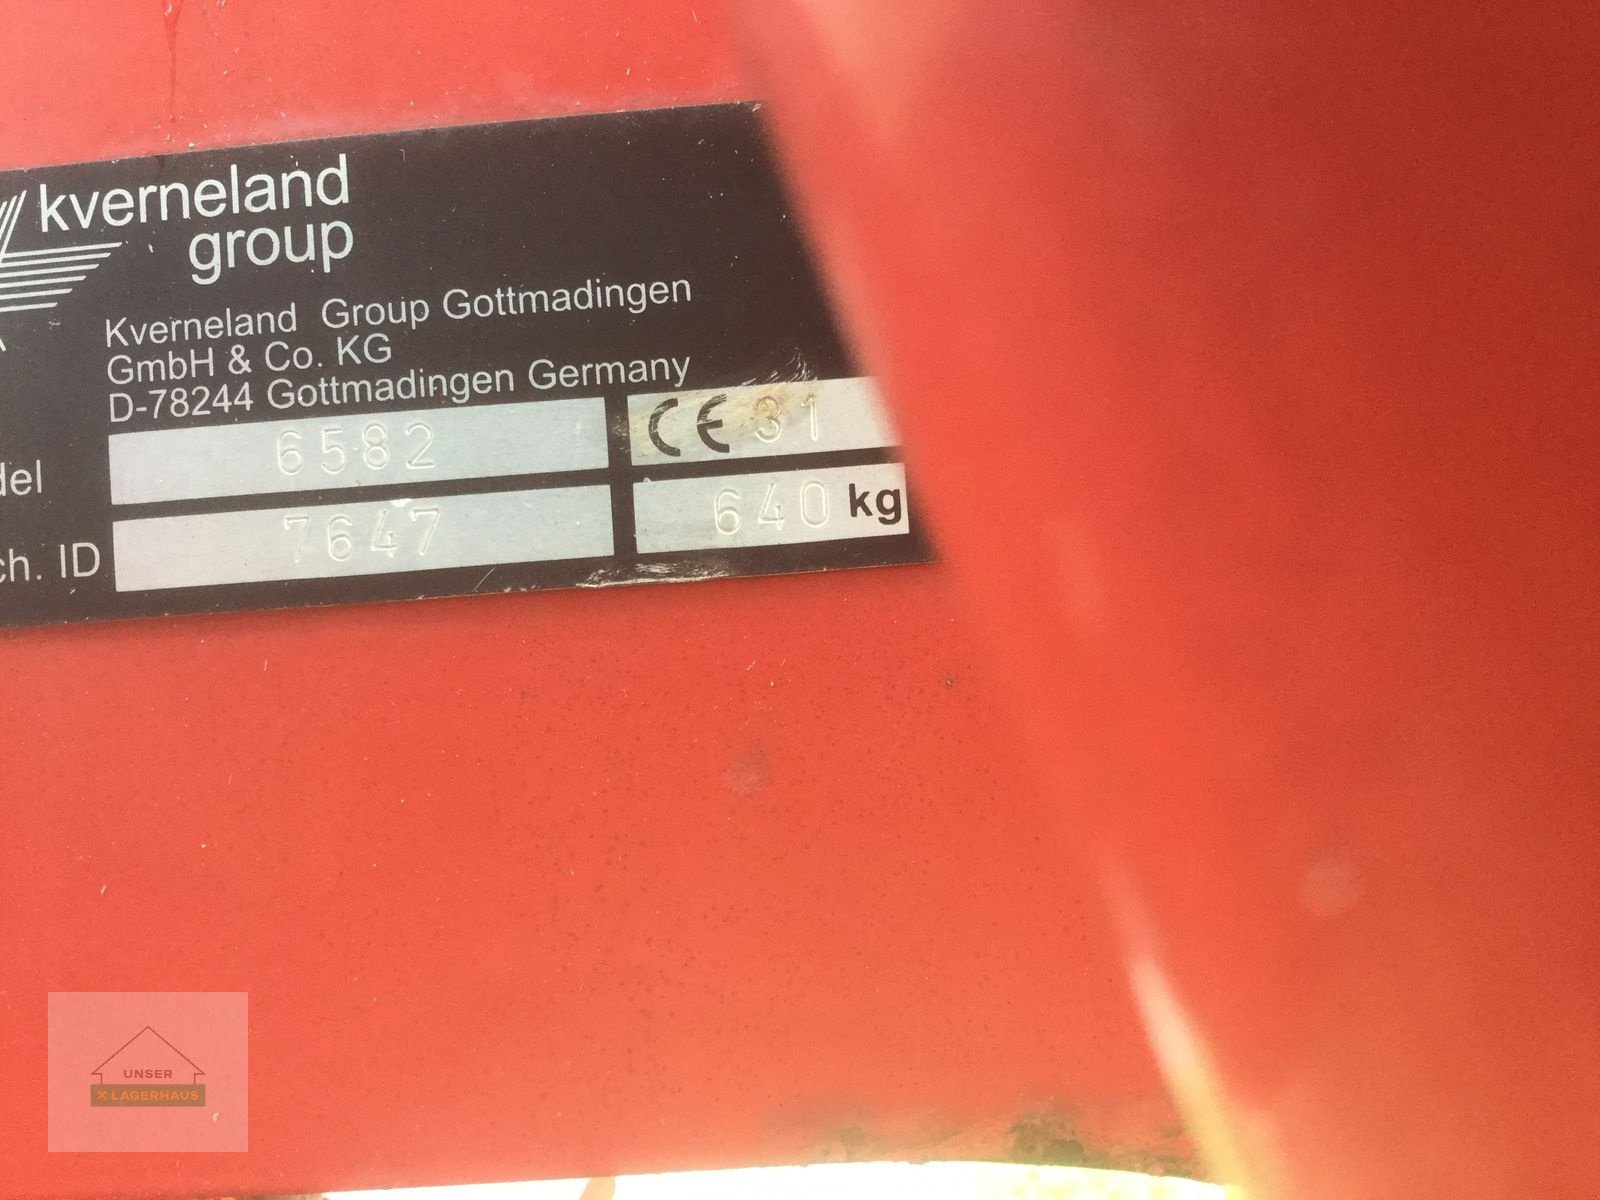 kverneland
group
Kverneland Group Gottmadingen
GmbH & Co. KG
D-78244 Gottmadingen Germany
del 6582 CE 31
ch. ID 7647 640 kg
UNSER
X LAGERHAUS